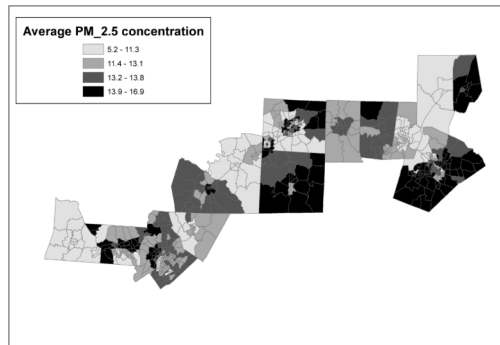 Average PM_2.5 concentration
5.2 - 11.3
11.4 - 13.1
13.2 - 13.8
13.9 - 16.9